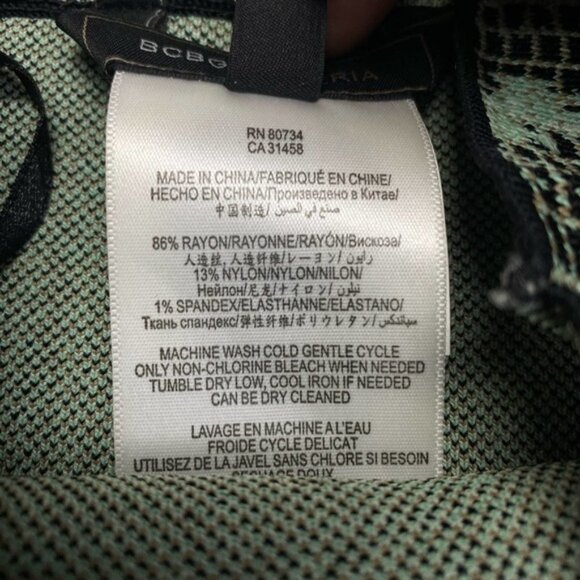 BCBG
RIA
RN 80734
CA 31458
MADE IN CHINA/FABRIQUÉ EN CHINE/
HECHO EN CHINA/Произведено в Китае/
中国制造/ صنع في الصين/
86% RAYON/RAYONNE/RAYÓN/Вискоза/
人造丝, 人造纤维/レーヨン/ رايون/
13% NYLON/NYLON/NILON/
Нейлон/尼龙/ナイロン/ نيلون/
1% SPANDEX/ELASTHANNE/ELASTANO/
Ткань спандекс/弹性纤维/ポリウレタン/ سباندكس
MACHINE WASH COLD GENTLE CYCLE
ONLY NON-CHLORINE BLEACH WHEN NEEDED
TUMBLE DRY LOW, COOL IRON IF NEEDED
CAN BE DRY CLEANED
LAVAGE EN MACHINE A L'EAU
FROIDE CYCLE DELICAT
UTILISEZ DE LA JAVEL SANS CHLORE SI BESOIN
SECHAGE DOUX